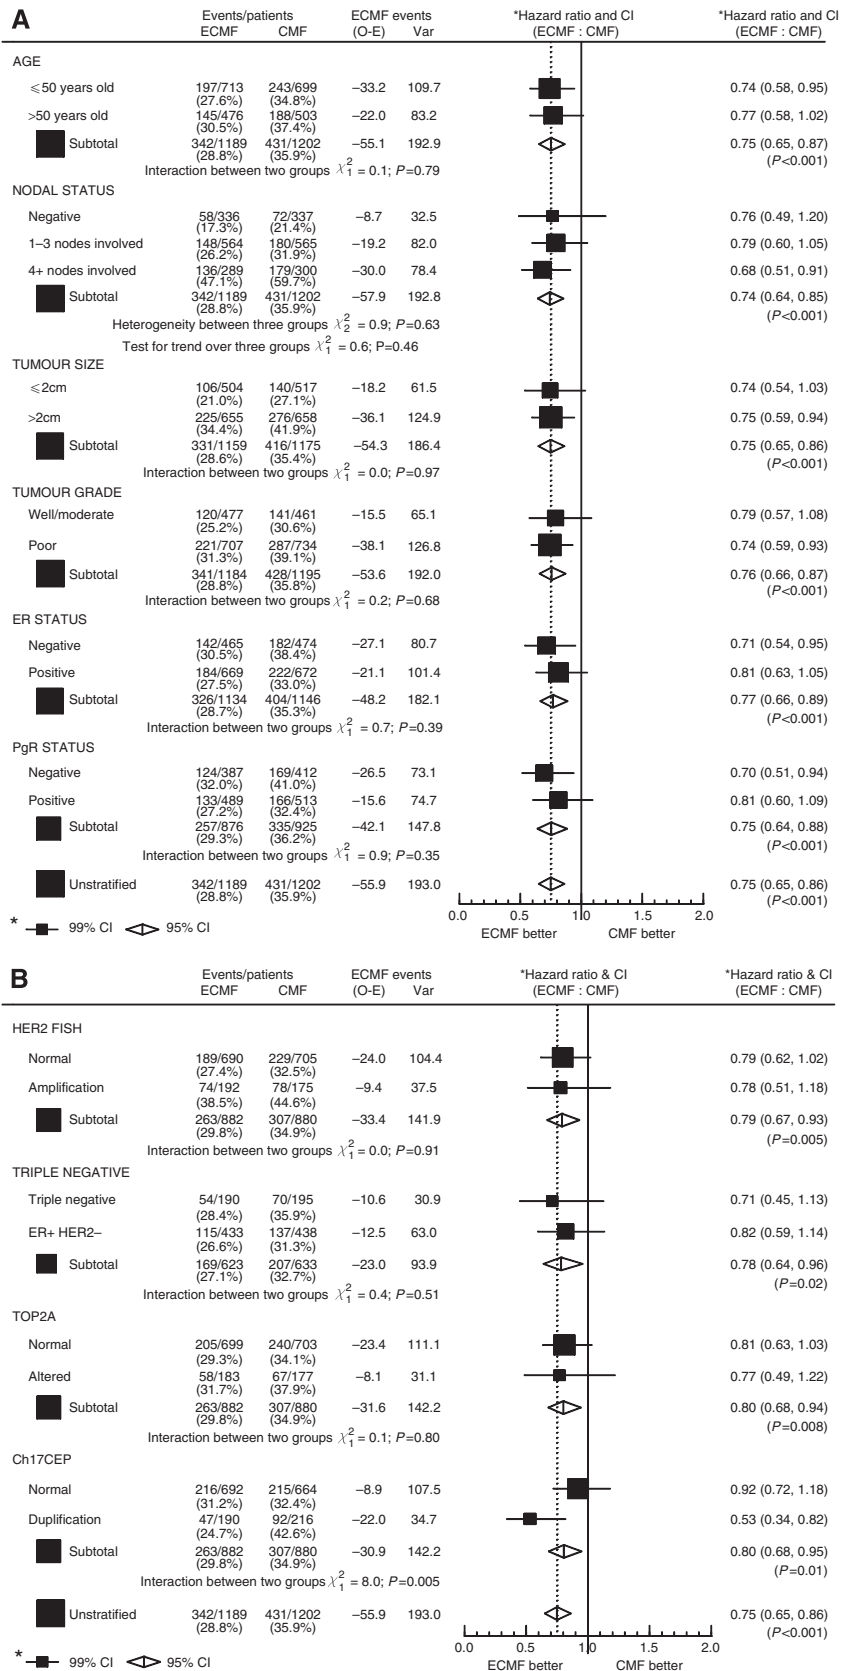 A
Events/patients ECMF events *Hazard ratio and CI *Hazard ratio and CI
ECMF CMF (O-E) Var (ECMF : CMF) (ECMF : CMF)
AGE
⩽50 years old 197/713 243/699 −33.2 109.7 0.74 (0.58, 0.95)
(27.6%) (34.8%)
>50 years old 145/476 188/503 −22.0 83.2 0.77 (0.58, 1.02)
(30.5%) (37.4%)
Subtotal 342/1189 431/1202 −55.1 192.9 0.75 (0.65, 0.87)
(28.8%) (35.9%) (P<0.001)
Interaction between two groups χ²₁ = 0.1; P=0.79
NODAL STATUS
Negative 58/336 72/337 −8.7 32.5 0.76 (0.49, 1.20)
(17.3%) (21.4%)
1–3 nodes involved 148/564 180/565 −19.2 82.0 0.79 (0.60, 1.05)
(26.2%) (31.9%)
4+ nodes involved 136/289 179/300 −30.0 78.4 0.68 (0.51, 0.91)
(47.1%) (59.7%)
Subtotal 342/1189 431/1202 −57.9 192.8 0.74 (0.64, 0.85)
(28.8%) (35.9%) (P<0.001)
Heterogeneity between three groups χ²₂ = 0.9; P=0.63
Test for trend over three groups χ²₁ = 0.6; P=0.46
TUMOUR SIZE
⩽2cm 106/504 140/517 −18.2 61.5 0.74 (0.54, 1.03)
(21.0%) (27.1%)
>2cm 225/655 276/658 −36.1 124.9 0.75 (0.59, 0.94)
(34.4%) (41.9%)
Subtotal 331/1159 416/1175 −54.3 186.4 0.75 (0.65, 0.86)
(28.6%) (35.4%) (P<0.001)
Interaction between two groups χ²₁ = 0.0; P=0.97
TUMOUR GRADE
Well/moderate 120/477 141/461 −15.5 65.1 0.79 (0.57, 1.08)
(25.2%) (30.6%)
Poor 221/707 287/734 −38.1 126.8 0.74 (0.59, 0.93)
(31.3%) (39.1%)
Subtotal 341/1184 428/1195 −53.6 192.0 0.76 (0.66, 0.87)
(28.8%) (35.8%) (P<0.001)
Interaction between two groups χ²₁ = 0.2; P=0.68
ER STATUS
Negative 142/465 182/474 −27.1 80.7 0.71 (0.54, 0.95)
(30.5%) (38.4%)
Positive 184/669 222/672 −21.1 101.4 0.81 (0.63, 1.05)
(27.5%) (33.0%)
Subtotal 326/1134 404/1146 −48.2 182.1 0.77 (0.66, 0.89)
(28.7%) (35.3%) (P<0.001)
Interaction between two groups χ²₁ = 0.7; P=0.39
PgR STATUS
Negative 124/387 169/412 −26.5 73.1 0.70 (0.51, 0.94)
(32.0%) (41.0%)
Positive 133/489 166/513 −15.6 74.7 0.81 (0.60, 1.09)
(27.2%) (32.4%)
Subtotal 257/876 335/925 −42.1 147.8 0.75 (0.64, 0.88)
(29.3%) (36.2%) (P<0.001)
Interaction between two groups χ²₁ = 0.9; P=0.35
Unstratified 342/1189 431/1202 −55.9 193.0 0.75 (0.65, 0.86)
(28.8%) (35.9%) (P<0.001)
0.0 0.5 1.0 1.5 2.0
* 99% CI 95% CI ECMF better CMF better
B
Events/patients ECMF events *Hazard ratio & CI *Hazard ratio & CI
ECMF CMF (O-E) Var (ECMF : CMF) (ECMF : CMF)
HER2 FISH
Normal 189/690 229/705 −24.0 104.4 0.79 (0.62, 1.02)
(27.4%) (32.5%)
Amplification 74/192 78/175 −9.4 37.5 0.78 (0.51, 1.18)
(38.5%) (44.6%)
Subtotal 263/882 307/880 −33.4 141.9 0.79 (0.67, 0.93)
(29.8%) (34.9%) (P=0.005)
Interaction between two groups χ²₁ = 0.0; P=0.91
TRIPLE NEGATIVE
Triple negative 54/190 70/195 −10.6 30.9 0.71 (0.45, 1.13)
(28.4%) (35.9%)
ER+ HER2− 115/433 137/438 −12.5 63.0 0.82 (0.59, 1.14)
(26.6%) (31.3%)
Subtotal 169/623 207/633 −23.0 93.9 0.78 (0.64, 0.96)
(27.1%) (32.7%) (P=0.02)
Interaction between two groups χ²₁ = 0.4; P=0.51
TOP2A
Normal 205/699 240/703 −23.4 111.1 0.81 (0.63, 1.03)
(29.3%) (34.1%)
Altered 58/183 67/177 −8.1 31.1 0.77 (0.49, 1.22)
(31.7%) (37.9%)
Subtotal 263/882 307/880 −31.6 142.2 0.80 (0.68, 0.94)
(29.8%) (34.9%) (P=0.008)
Interaction between two groups χ²₁ = 0.1; P=0.80
Ch17CEP
Normal 216/692 215/664 −8.9 107.5 0.92 (0.72, 1.18)
(31.2%) (32.4%)
Duplification 47/190 92/216 −22.0 34.7 0.53 (0.34, 0.82)
(24.7%) (42.6%)
Subtotal 263/882 307/880 −30.9 142.2 0.80 (0.68, 0.95)
(29.8%) (34.9%) (P=0.01)
Interaction between two groups χ²₁ = 8.0; P=0.005
Unstratified 342/1189 431/1202 −55.9 193.0 0.75 (0.65, 0.86)
(28.8%) (35.9%) (P<0.001)
0.0 0.5 1.0 1.5 2.0
* 99% CI 95% CI ECMF better CMF better